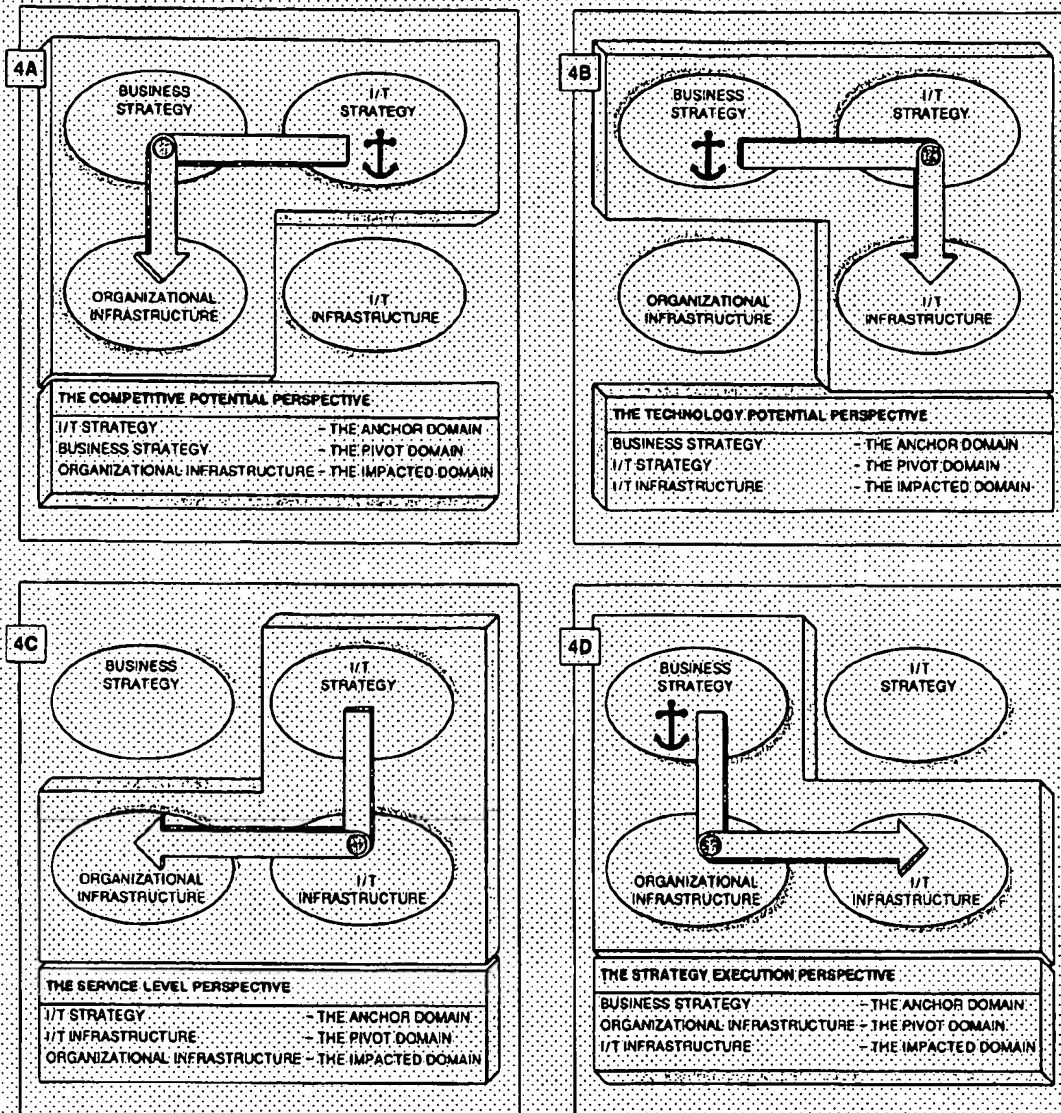 4A
BUSINESS
STRATEGY
I/T
STRATEGY
ORGANIZATIONAL
INFRASTRUCTURE
I/T
INFRASTRUCTURE
THE COMPETITIVE POTENTIAL PERSPECTIVE
I/T STRATEGY – THE ANCHOR DOMAIN
BUSINESS STRATEGY – THE PIVOT DOMAIN
ORGANIZATIONAL INFRASTRUCTURE – THE IMPACTED DOMAIN
4B
BUSINESS
STRATEGY
I/T
STRATEGY
ORGANIZATIONAL
INFRASTRUCTURE
I/T
INFRASTRUCTURE
THE TECHNOLOGY POTENTIAL PERSPECTIVE
BUSINESS STRATEGY – THE ANCHOR DOMAIN
I/T STRATEGY – THE PIVOT DOMAIN
I/T INFRASTRUCTURE – THE IMPACTED DOMAIN
4C
BUSINESS
STRATEGY
I/T
STRATEGY
ORGANIZATIONAL
INFRASTRUCTURE
I/T
INFRASTRUCTURE
THE SERVICE LEVEL PERSPECTIVE
I/T STRATEGY – THE ANCHOR DOMAIN
I/T INFRASTRUCTURE – THE PIVOT DOMAIN
ORGANIZATIONAL INFRASTRUCTURE – THE IMPACTED DOMAIN
4D
BUSINESS
STRATEGY
I/T
STRATEGY
ORGANIZATIONAL
INFRASTRUCTURE
I/T
INFRASTRUCTURE
THE STRATEGY EXECUTION PERSPECTIVE
BUSINESS STRATEGY – THE ANCHOR DOMAIN
ORGANIZATIONAL INFRASTRUCTURE – THE PIVOT DOMAIN
I/T INFRASTRUCTURE – THE IMPACTED DOMAIN